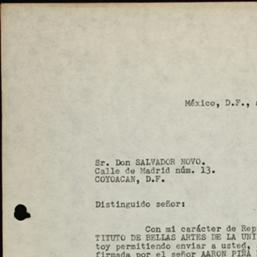 México, D.F.,
Sr. Don SALVADOR NOVO.
Calle de Madrid núm. 13.
COYOACAN, D.F.
Distinguido señor:
Con mi carácter de Rep
TITUTO DE BELLAS ARTES DE LA UNI
toy permitiendo enviar a usted,
firmada por el señor AARON PIÑA